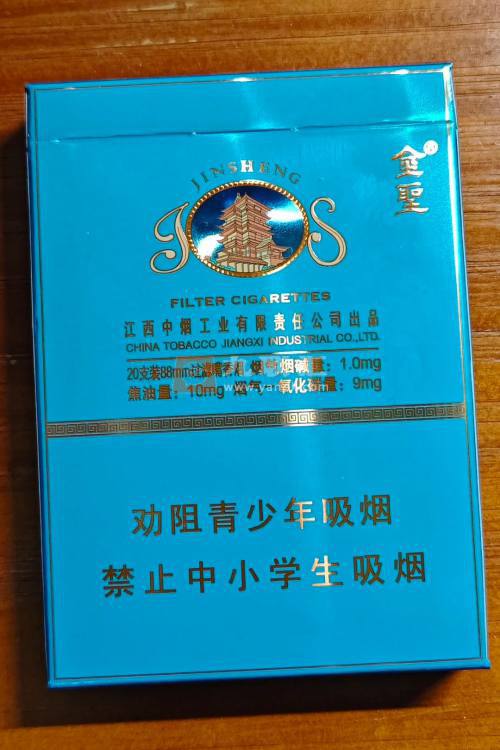 金聖®
JINSHENG
JS
FILTER CIGARETTES
江西中烟工业有限责任公司出品
CHINA TOBACCO JIANGXI INDUSTRIAL CO.,LTD.
20支装88mm过滤嘴香烟 烟气烟碱量：1.0mg
焦油量：10mg 烟气一氧化碳量：9mg
劝阻青少年吸烟
禁止中小学生吸烟